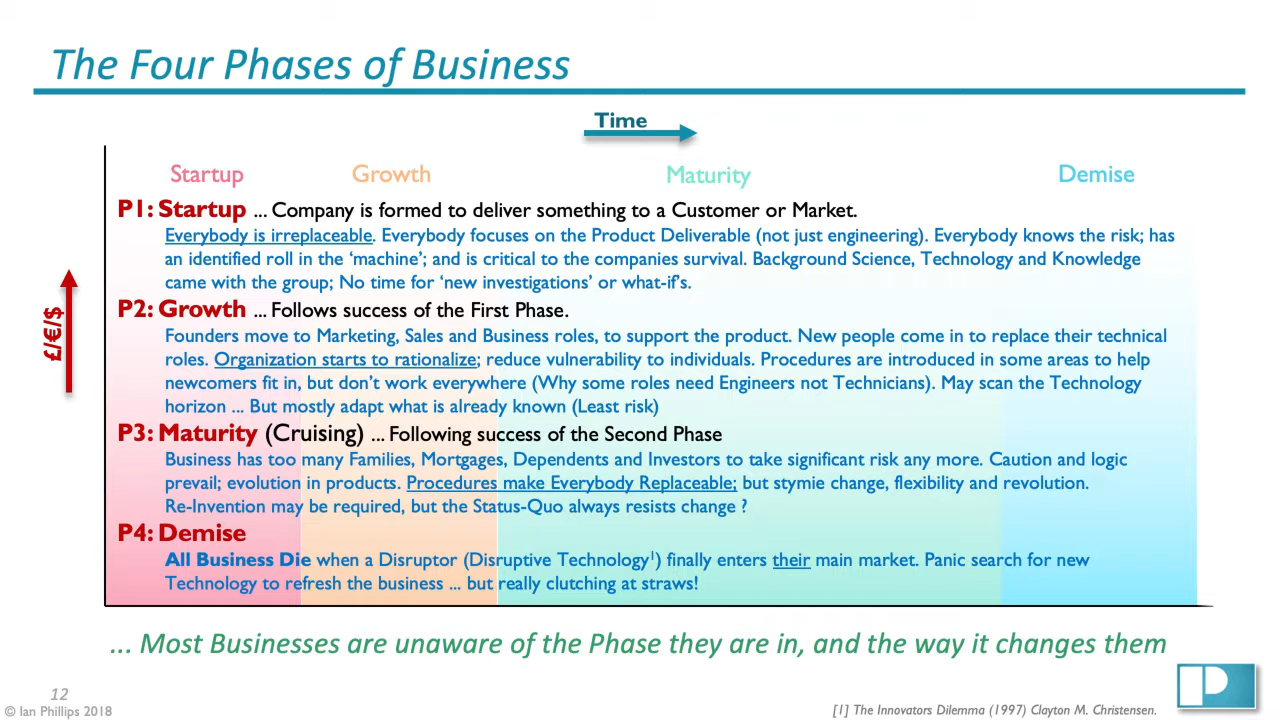 The Four Phases of Business
Time
Startup Growth Maturity Demise
P1: Startup ... Company is formed to deliver something to a Customer or Market.
Everybody is irreplaceable. Everybody focuses on the Product Deliverable (not just engineering). Everybody knows the risk; has
an identified roll in the ‘machine’; and is critical to the companies survival. Background Science, Technology and Knowledge
came with the group; No time for ‘new investigations’ or what-if’s.
£/€/$
P2: Growth ... Follows success of the First Phase.
Founders move to Marketing, Sales and Business roles, to support the product. New people come in to replace their technical
roles. Organization starts to rationalize; reduce vulnerability to individuals. Procedures are introduced in some areas to help
newcomers fit in, but don’t work everywhere (Why some roles need Engineers not Technicians). May scan the Technology
horizon ... But mostly adapt what is already known (Least risk)
P3: Maturity (Cruising) ... Following success of the Second Phase
Business has too many Families, Mortgages, Dependents and Investors to take significant risk any more. Caution and logic
prevail; evolution in products. Procedures make Everybody Replaceable; but stymie change, flexibility and revolution.
Re-Invention may be required, but the Status-Quo always resists change ?
P4: Demise
All Business Die when a Disruptor (Disruptive Technology¹) finally enters their main market. Panic search for new
Technology to refresh the business ... but really clutching at straws!
... Most Businesses are unaware of the Phase they are in, and the way it changes them
12
© Ian Phillips 2018
[1] The Innovators Dilemma (1997) Clayton M. Christensen.
P